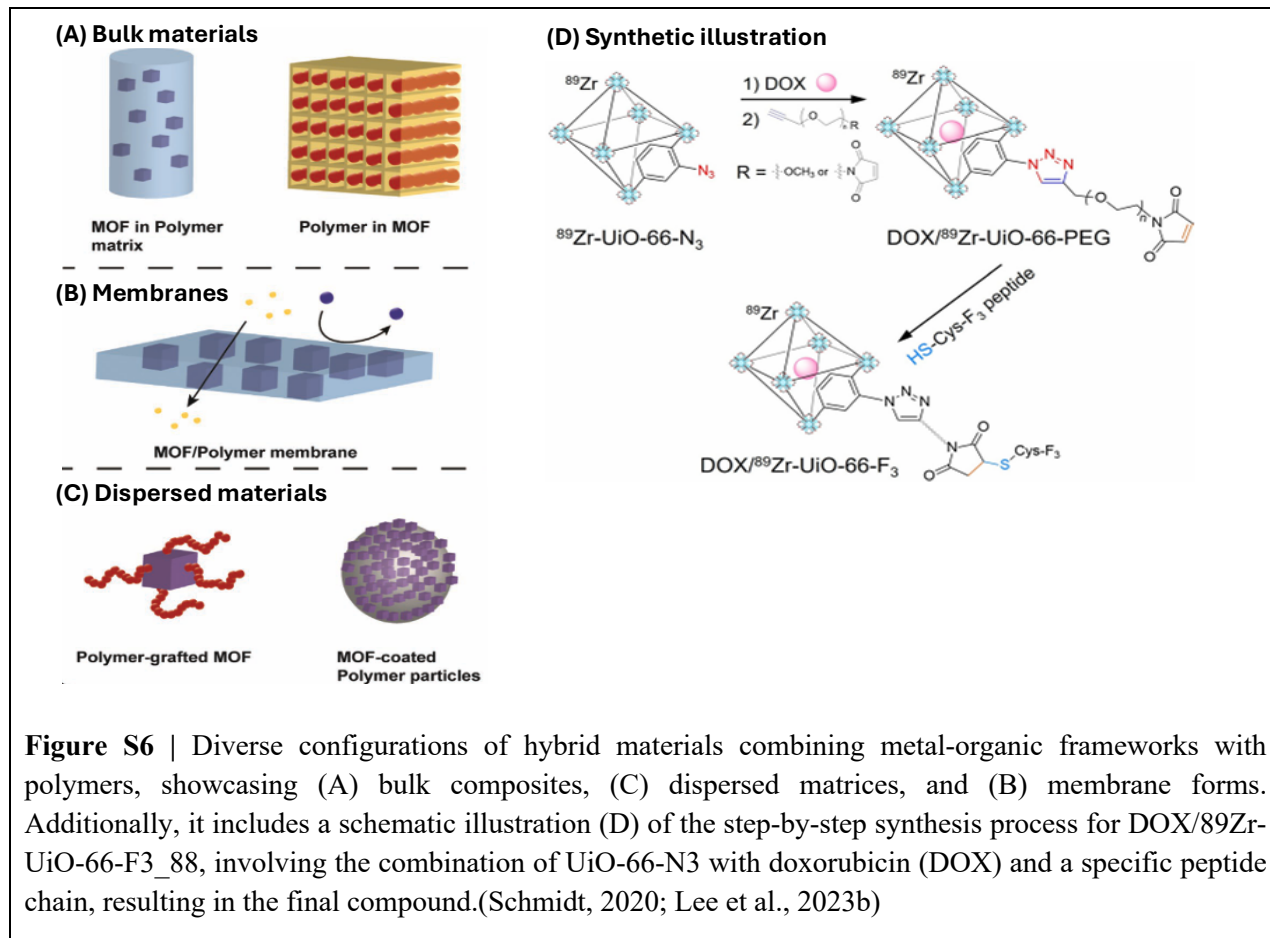 (A) Bulk materials
MOF in Polymer
matrix
Polymer in MOF
(B) Membranes
MOF/Polymer membrane
(C) Dispersed materials
Polymer-grafted MOF
MOF-coated
Polymer particles
(D) Synthetic illustration
⁸⁹Zr
N₃
⁸⁹Zr-UiO-66-N₃
1) DOX
2)
O
n R
R = OCH₃ or
N
O
O
⁸⁹Zr
N N N
O
n
N
O
O
DOX/⁸⁹Zr-UiO-66-PEG
HS-Cys-F₃ peptide
⁸⁹Zr
N N N
N
O
O
S Cys-F₃
DOX/⁸⁹Zr-UiO-66-F₃
Figure S6 | Diverse configurations of hybrid materials combining metal-organic frameworks with
polymers, showcasing (A) bulk composites, (C) dispersed matrices, and (B) membrane forms.
Additionally, it includes a schematic illustration (D) of the step-by-step synthesis process for DOX/89Zr-
UiO-66-F3_88, involving the combination of UiO-66-N3 with doxorubicin (DOX) and a specific peptide
chain, resulting in the final compound.(Schmidt, 2020; Lee et al., 2023b)